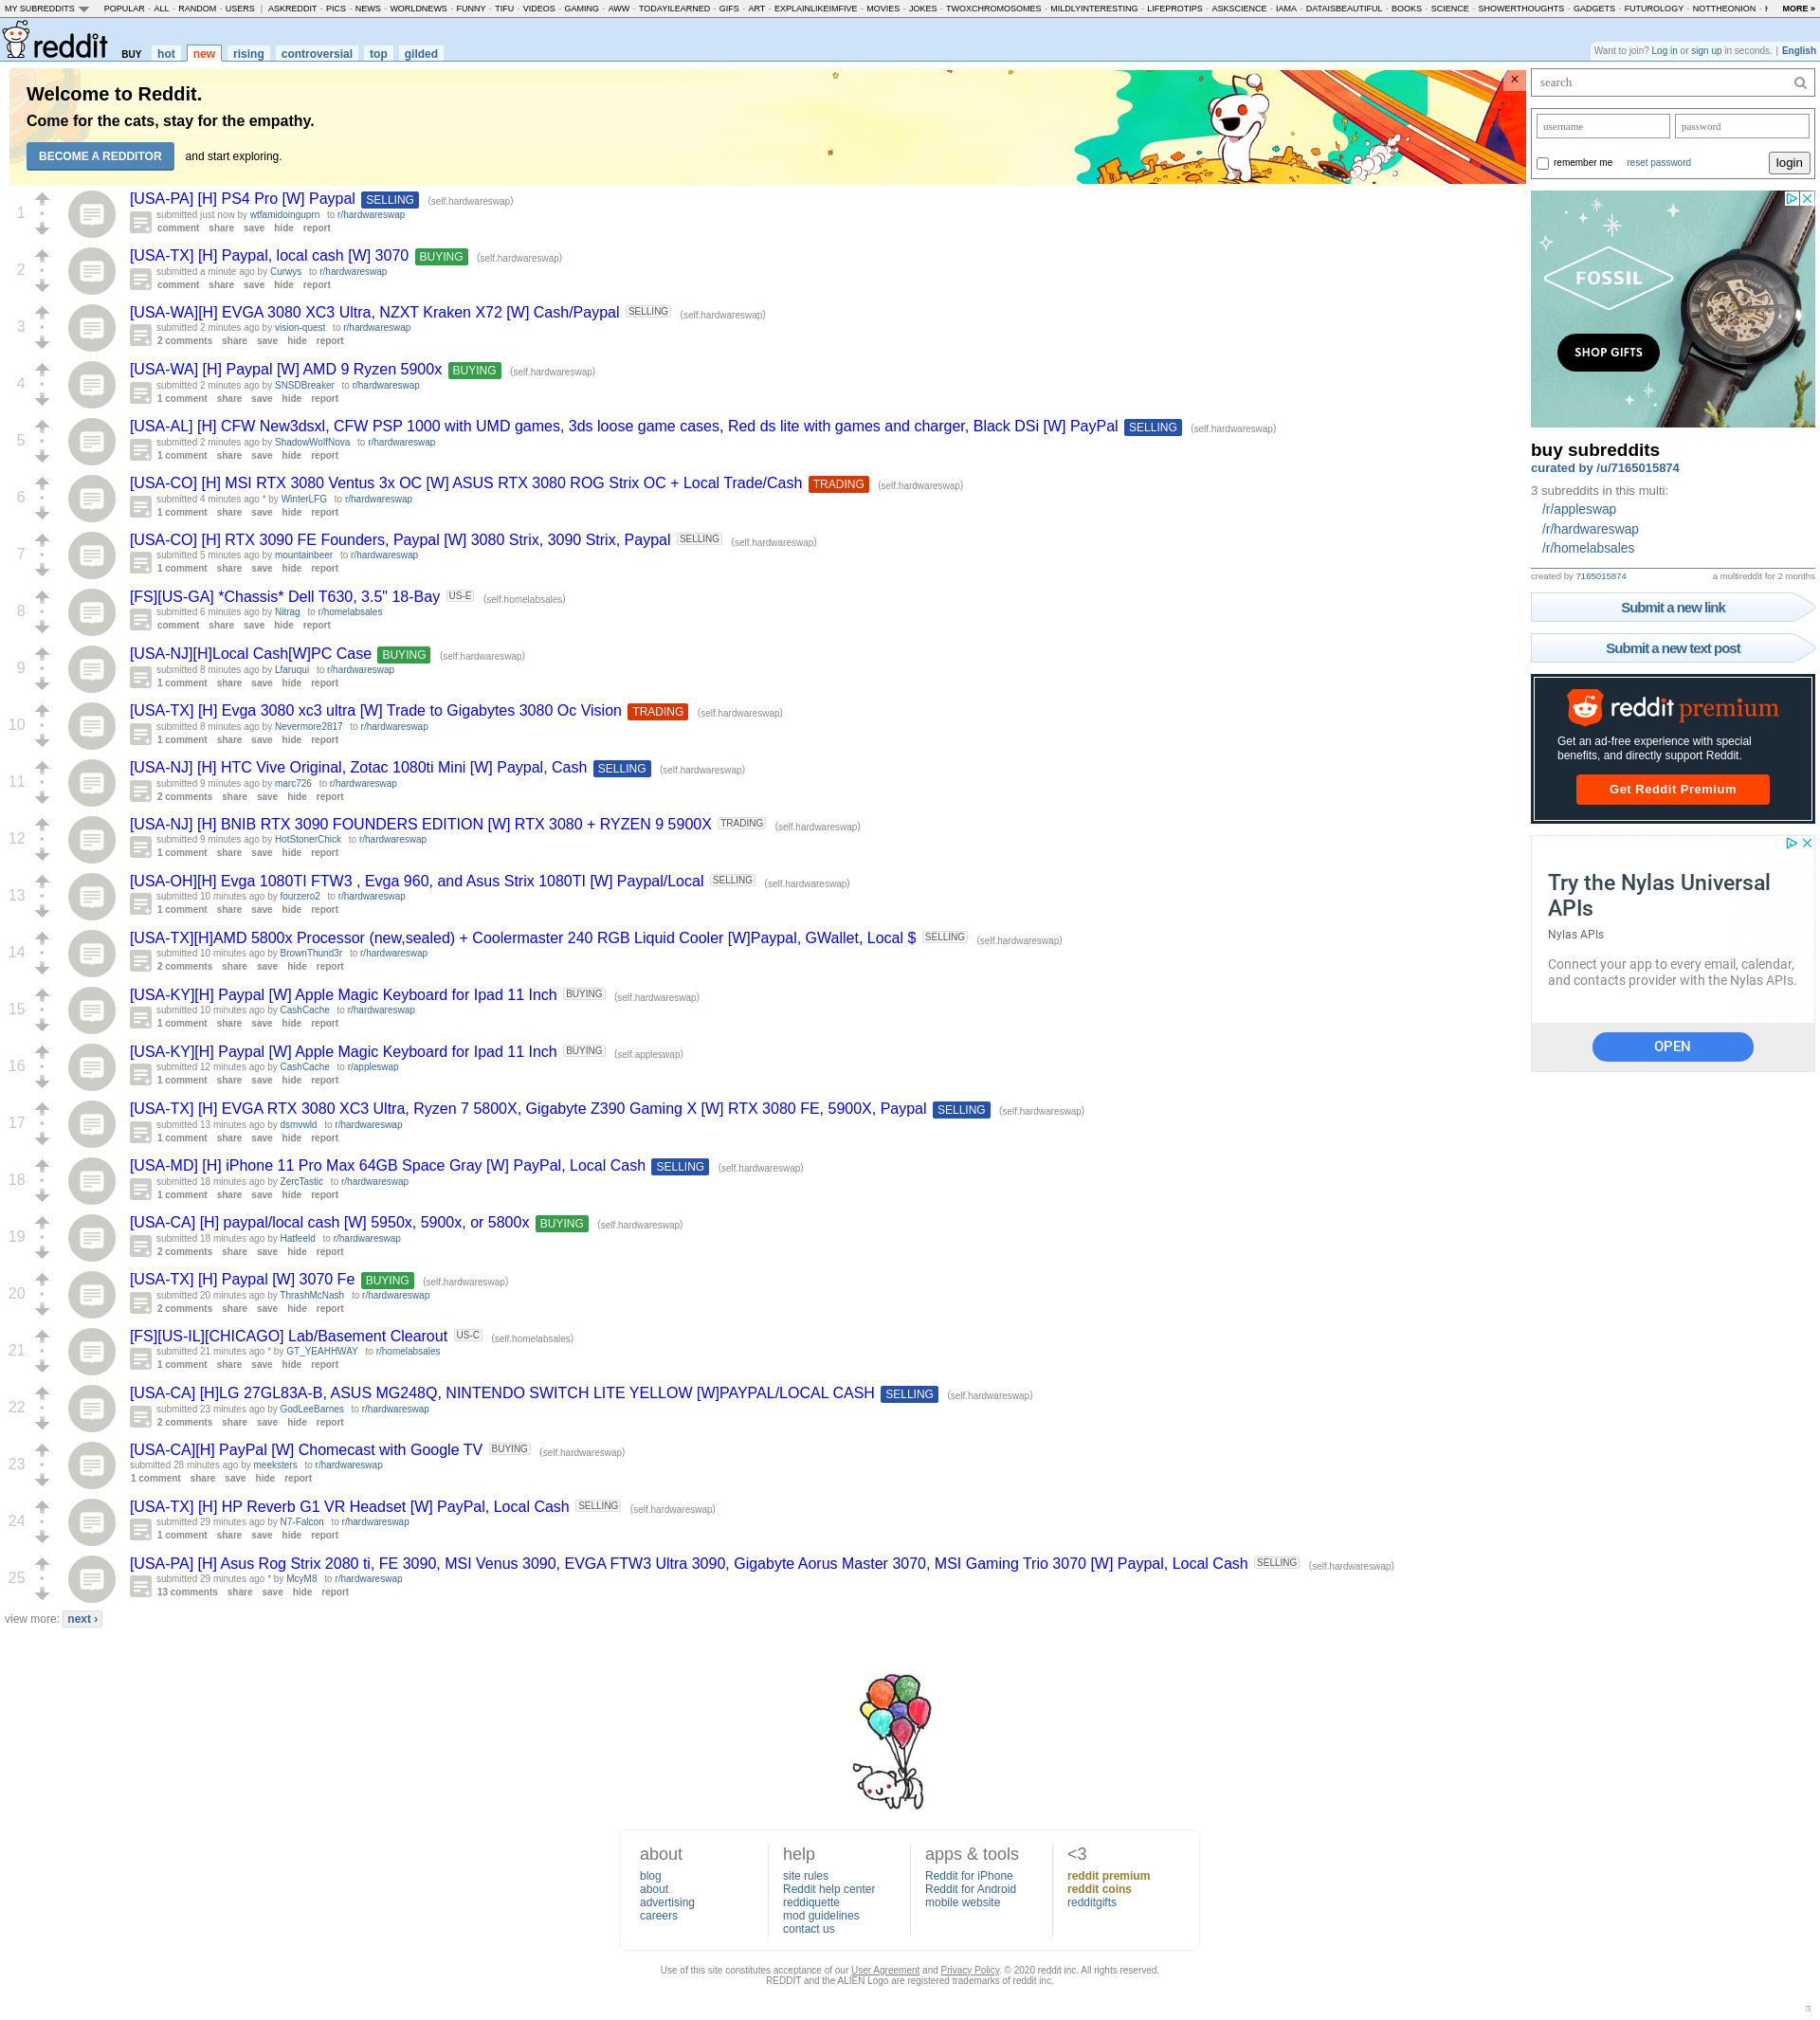 MY SUBREDDITS POPULAR - ALL - RANDOM - USERS | ASKREDDIT - PICS - NEWS - WORLDNEWS - FUNNY - TIFU - VIDEOS - GAMING - AWW - TODAYILEARNED - GIFS - ART - EXPLAINLIKEIMFIVE - MOVIES - JOKES - TWOXCHROMOSOMES - MILDLYINTERESTING - LIFEPROTIPS - ASKSCIENCE - IAMA - DATAISBEAUTIFUL - BOOKS - SCIENCE - SHOWERTHOUGHTS - GADGETS - FUTUROLOGY - NOTTHEONION - MORE »
reddit BUY hot new rising controversial top gilded
Want to join? Log in or sign up in seconds. | English
Welcome to Reddit.
Come for the cats, stay for the empathy.
BECOME A REDDITOR and start exploring.
×
1
[USA-PA] [H] PS4 Pro [W] Paypal SELLING (self.hardwareswap)
submitted just now by wtfamidoinguprn to r/hardwareswap
comment share save hide report
2
[USA-TX] [H] Paypal, local cash [W] 3070 BUYING (self.hardwareswap)
submitted a minute ago by Curwys to r/hardwareswap
comment share save hide report
3
[USA-WA][H] EVGA 3080 XC3 Ultra, NZXT Kraken X72 [W] Cash/Paypal SELLING (self.hardwareswap)
submitted 2 minutes ago by vision-quest to r/hardwareswap
2 comments share save hide report
4
[USA-WA] [H] Paypal [W] AMD 9 Ryzen 5900x BUYING (self.hardwareswap)
submitted 2 minutes ago by SNSDBreaker to r/hardwareswap
1 comment share save hide report
5
[USA-AL] [H] CFW New3dsxl, CFW PSP 1000 with UMD games, 3ds loose game cases, Red ds lite with games and charger, Black DSi [W] PayPal SELLING (self.hardwareswap)
submitted 2 minutes ago by ShadowWolfNova to r/hardwareswap
1 comment share save hide report
6
[USA-CO] [H] MSI RTX 3080 Ventus 3x OC [W] ASUS RTX 3080 ROG Strix OC + Local Trade/Cash TRADING (self.hardwareswap)
submitted 4 minutes ago * by WinterLFG to r/hardwareswap
1 comment share save hide report
7
[USA-CO] [H] RTX 3090 FE Founders, Paypal [W] 3080 Strix, 3090 Strix, Paypal SELLING (self.hardwareswap)
submitted 5 minutes ago by mountainbeer to r/hardwareswap
1 comment share save hide report
8
[FS][US-GA] *Chassis* Dell T630, 3.5" 18-Bay US-E (self.homelabsales)
submitted 6 minutes ago by Nitrag to r/homelabsales
comment share save hide report
9
[USA-NJ][H]Local Cash[W]PC Case BUYING (self.hardwareswap)
submitted 8 minutes ago by Lfaruqui to r/hardwareswap
1 comment share save hide report
10
[USA-TX] [H] Evga 3080 xc3 ultra [W] Trade to Gigabytes 3080 Oc Vision TRADING (self.hardwareswap)
submitted 8 minutes ago by Nevermore2817 to r/hardwareswap
1 comment share save hide report
11
[USA-NJ] [H] HTC Vive Original, Zotac 1080ti Mini [W] Paypal, Cash SELLING (self.hardwareswap)
submitted 9 minutes ago by marc726 to r/hardwareswap
2 comments share save hide report
12
[USA-NJ] [H] BNIB RTX 3090 FOUNDERS EDITION [W] RTX 3080 + RYZEN 9 5900X TRADING (self.hardwareswap)
submitted 9 minutes ago by HotStonerChick to r/hardwareswap
1 comment share save hide report
13
[USA-OH][H] Evga 1080TI FTW3 , Evga 960, and Asus Strix 1080TI [W] Paypal/Local SELLING (self.hardwareswap)
submitted 10 minutes ago by fourzero2 to r/hardwareswap
1 comment share save hide report
14
[USA-TX][H]AMD 5800x Processor (new,sealed) + Coolermaster 240 RGB Liquid Cooler [W]Paypal, GWallet, Local $ SELLING (self.hardwareswap)
submitted 10 minutes ago by BrownThund3r to r/hardwareswap
2 comments share save hide report
15
[USA-KY][H] Paypal [W] Apple Magic Keyboard for Ipad 11 Inch BUYING (self.hardwareswap)
submitted 10 minutes ago by CashCache to r/hardwareswap
1 comment share save hide report
16
[USA-KY][H] Paypal [W] Apple Magic Keyboard for Ipad 11 Inch BUYING (self.appleswap)
submitted 12 minutes ago by CashCache to r/appleswap
1 comment share save hide report
17
[USA-TX] [H] EVGA RTX 3080 XC3 Ultra, Ryzen 7 5800X, Gigabyte Z390 Gaming X [W] RTX 3080 FE, 5900X, Paypal SELLING (self.hardwareswap)
submitted 13 minutes ago by dsmvwld to r/hardwareswap
1 comment share save hide report
18
[USA-MD] [H] iPhone 11 Pro Max 64GB Space Gray [W] PayPal, Local Cash SELLING (self.hardwareswap)
submitted 18 minutes ago by ZercTastic to r/hardwareswap
1 comment share save hide report
19
[USA-CA] [H] paypal/local cash [W] 5950x, 5900x, or 5800x BUYING (self.hardwareswap)
submitted 18 minutes ago by Hatfeeld to r/hardwareswap
2 comments share save hide report
20
[USA-TX] [H] Paypal [W] 3070 Fe BUYING (self.hardwareswap)
submitted 20 minutes ago by ThrashMcNash to r/hardwareswap
2 comments share save hide report
21
[FS][US-IL][CHICAGO] Lab/Basement Clearout US-C (self.homelabsales)
submitted 21 minutes ago * by GT_YEAHHWAY to r/homelabsales
1 comment share save hide report
22
[USA-CA] [H]LG 27GL83A-B, ASUS MG248Q, NINTENDO SWITCH LITE YELLOW [W]PAYPAL/LOCAL CASH SELLING (self.hardwareswap)
submitted 23 minutes ago by GodLeeBarnes to r/hardwareswap
2 comments share save hide report
23
[USA-CA][H] PayPal [W] Chomecast with Google TV BUYING (self.hardwareswap)
submitted 28 minutes ago by meeksters to r/hardwareswap
1 comment share save hide report
24
[USA-TX] [H] HP Reverb G1 VR Headset [W] PayPal, Local Cash SELLING (self.hardwareswap)
submitted 29 minutes ago by N7-Falcon to r/hardwareswap
1 comment share save hide report
25
[USA-PA] [H] Asus Rog Strix 2080 ti, FE 3090, MSI Venus 3090, EVGA FTW3 Ultra 3090, Gigabyte Aorus Master 3070, MSI Gaming Trio 3070 [W] Paypal, Local Cash SELLING (self.hardwareswap)
submitted 29 minutes ago * by McyM8 to r/hardwareswap
13 comments share save hide report
view more: next ›
search
username password
remember me reset password login
FOSSIL
SHOP GIFTS
buy subreddits
curated by /u/7165015874
3 subreddits in this multi:
/r/appleswap
/r/hardwareswap
/r/homelabsales
created by 7165015874 a multireddit for 2 months
Submit a new link
Submit a new text post
reddit premium
Get an ad-free experience with special
benefits, and directly support Reddit.
Get Reddit Premium
Try the Nylas Universal
APIs
Nylas APIs
Connect your app to every email, calendar,
and contacts provider with the Nylas APIs.
OPEN
about
blog
about
advertising
careers
help
site rules
Reddit help center
reddiquette
mod guidelines
contact us
apps & tools
Reddit for iPhone
Reddit for Android
mobile website
<3
reddit premium
reddit coins
redditgifts
Use of this site constitutes acceptance of our User Agreement and Privacy Policy. © 2020 reddit inc. All rights reserved.
REDDIT and the ALIEN Logo are registered trademarks of reddit inc.
π